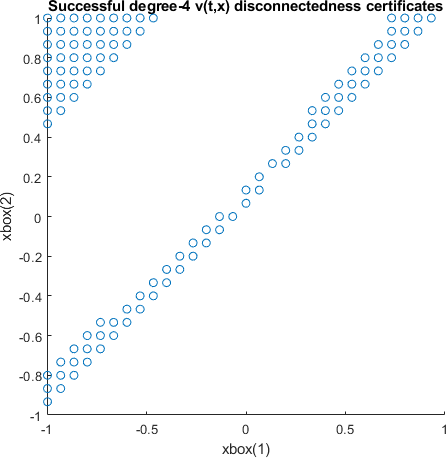 Successful degree-4 v(t,x) disconnectedness certificates
1
0.8
0.6
0.4
0.2
0
-0.2
-0.4
-0.6
-0.8
-1
xbox(2)
-1 -0.5 0 0.5 1
xbox(1)